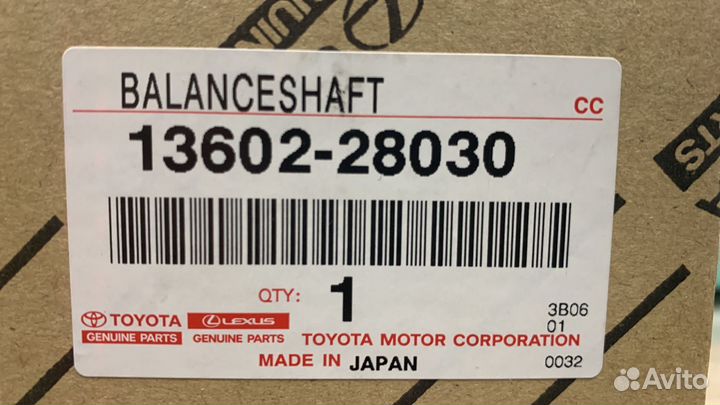 BALANCESHAFT
CC
13602-28030
QTY: 1
3B06
01
TOYOTA LEXUS
GENUINE PARTS GENUINE PARTS
TOYOTA MOTOR CORPORATION
MADE IN JAPAN
0032
Avito